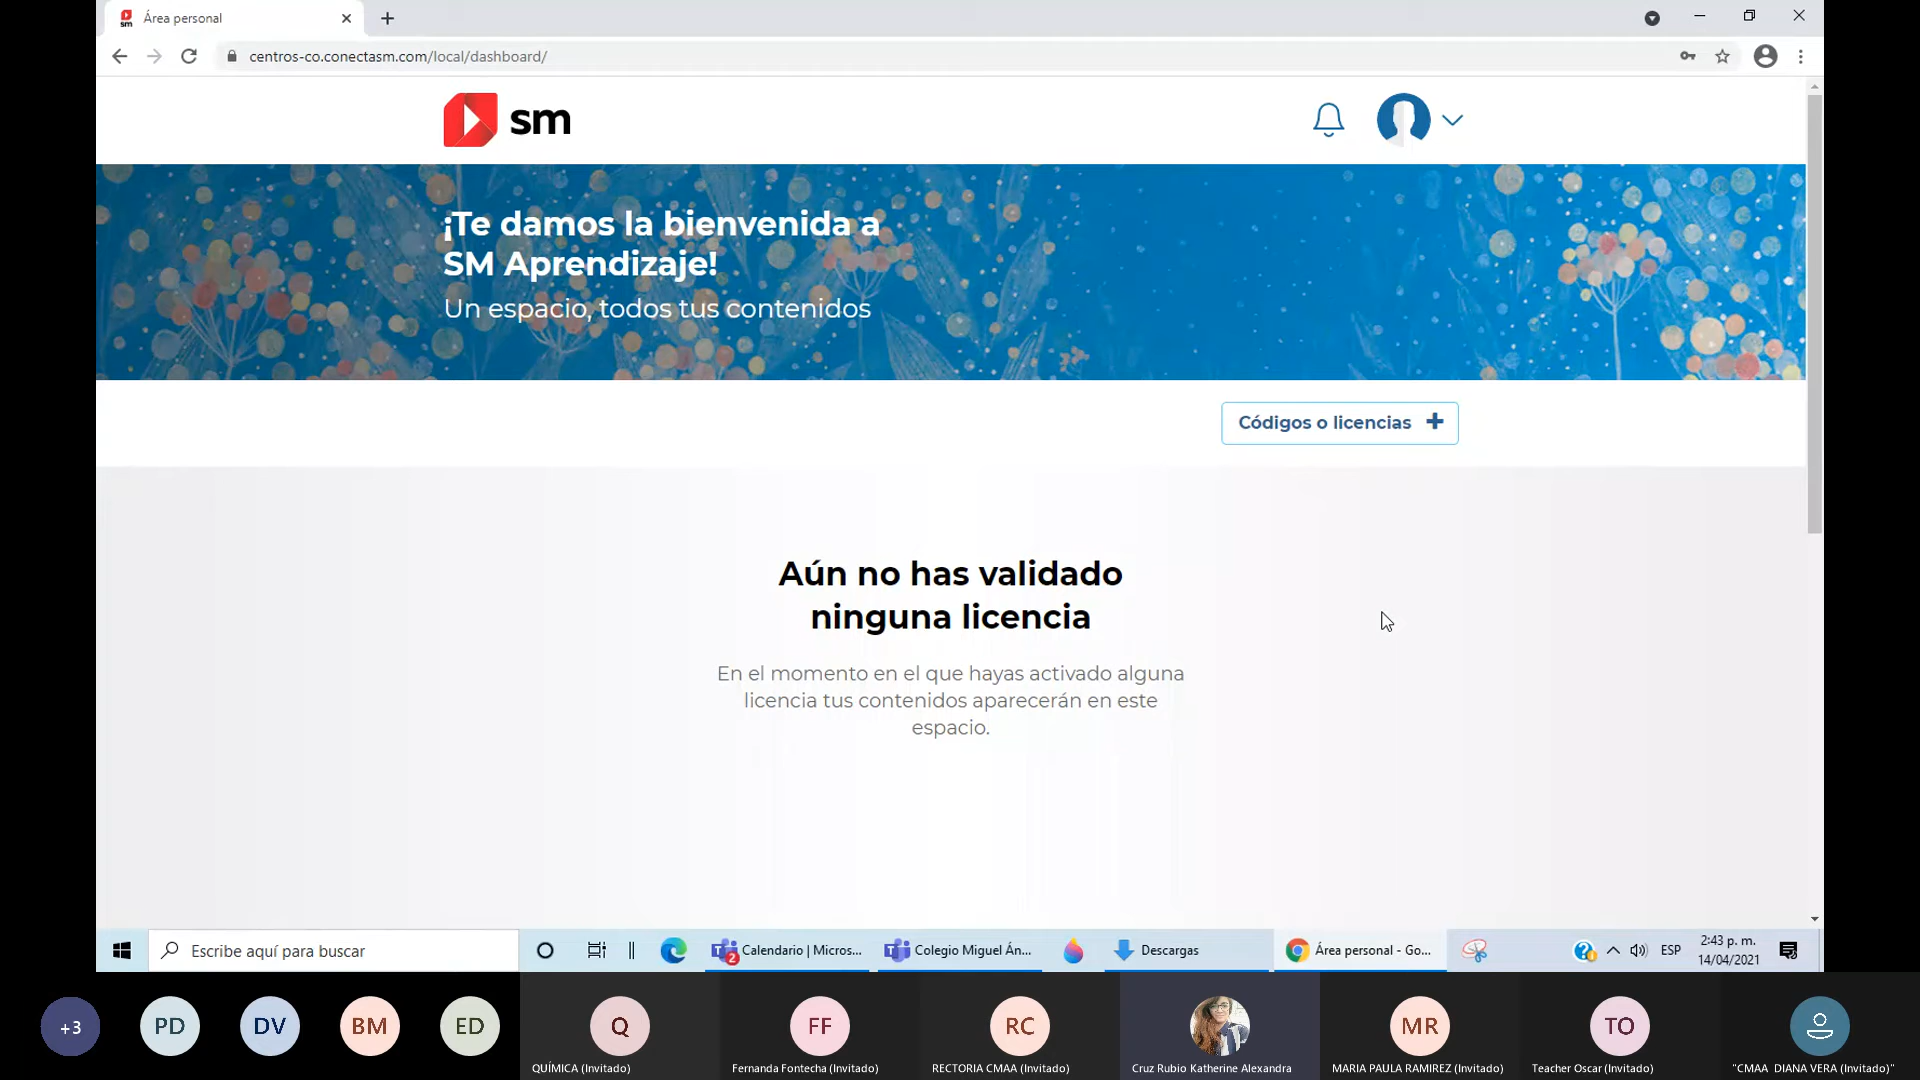 Área personal
centros-co.conectasm.com/local/dashboard/
sm
¡Te damos la bienvenida a
SM Aprendizaje!
Un espacio, todos tus contenidos
Códigos o licencias +
Aún no has validado
ninguna licencia
En el momento en el que hayas activado alguna
licencia tus contenidos aparecerán en este
espacio.
Escribe aquí para buscar
2
Calendario | Micros...
Colegio Miguel Án...
Descargas
Área personal - Go...
ESP
2:43 p. m.
14/04/2021
+3
PD
DV
BM
ED
Q
FF
RC
MR
TO
QUÍMICA (Invitado)
Fernanda Fontecha (Invitado)
RECTORIA CMAA (Invitado)
Cruz Rubio Katherine Alexandra
MARIA PAULA RAMIREZ (Invitado)
Teacher Oscar (Invitado)
"CMAA DIANA VERA (Invitado)"